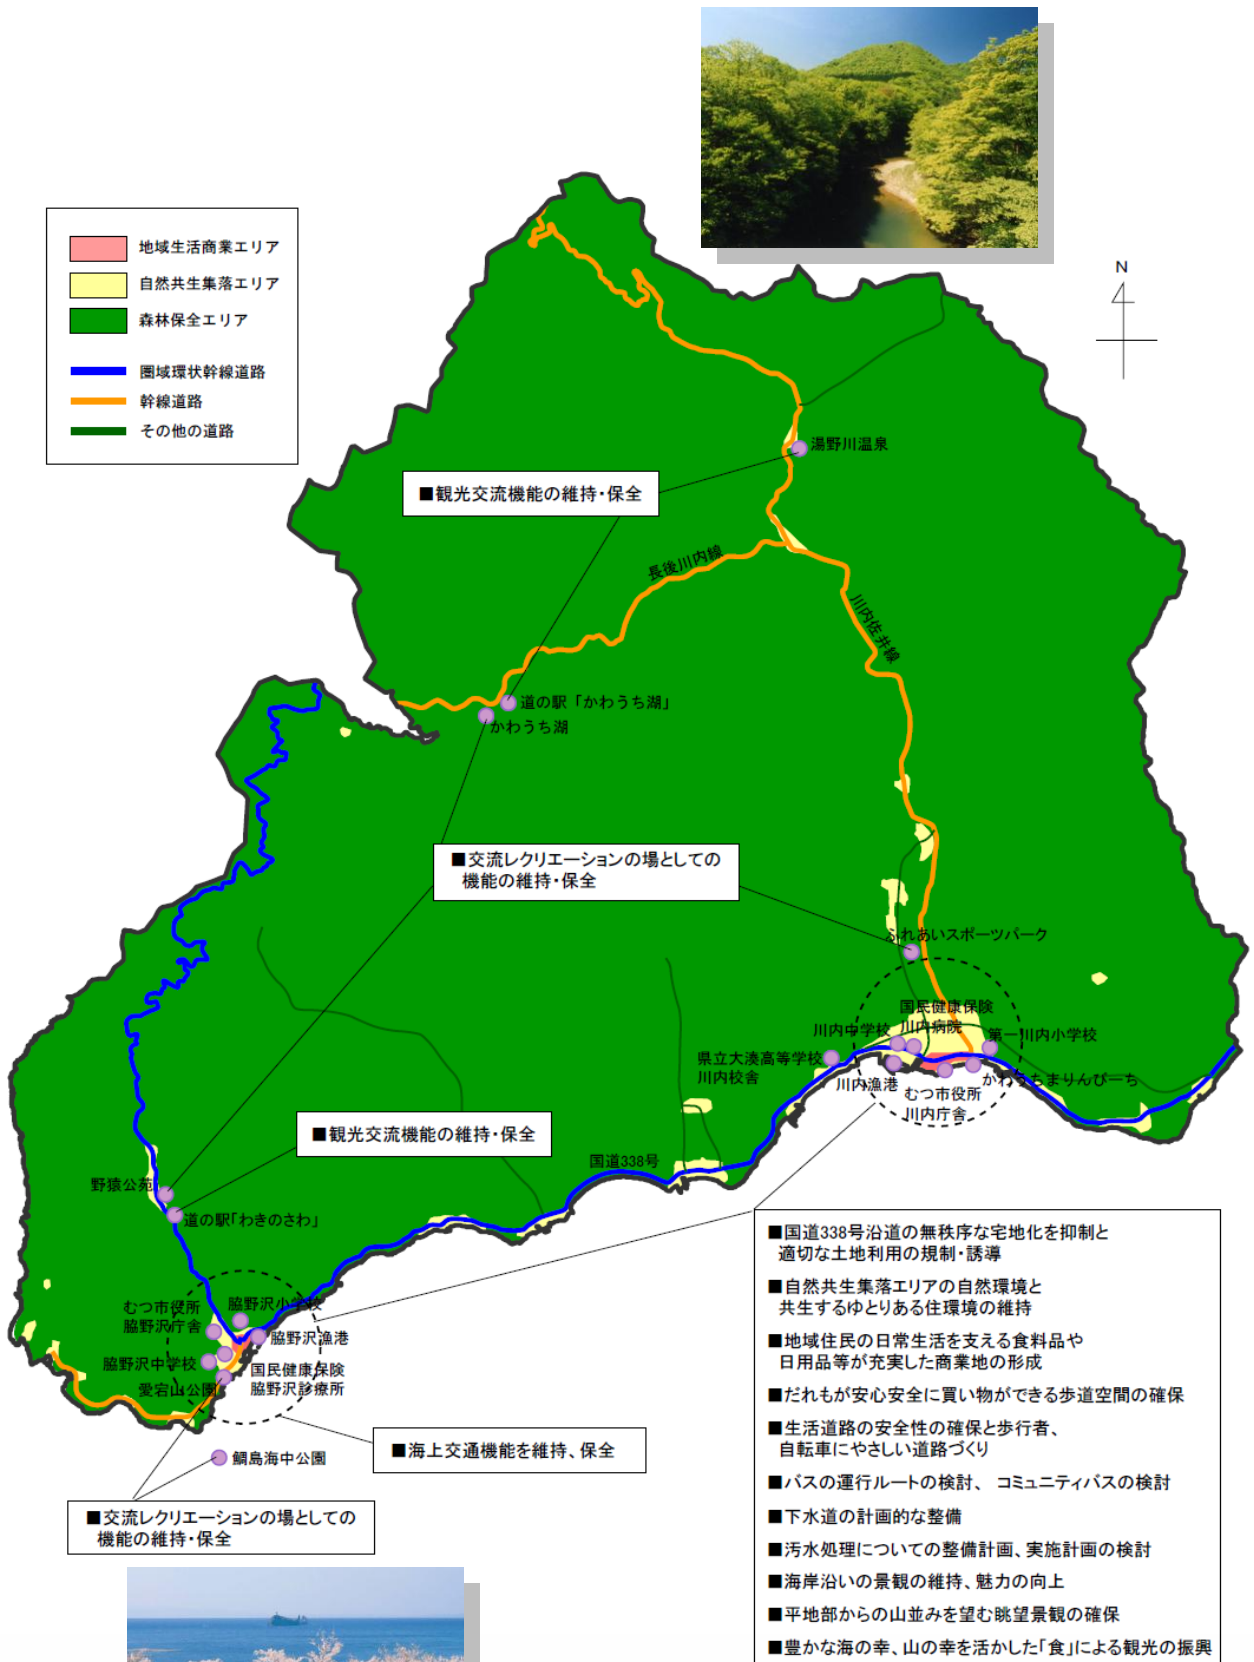 N
地域生活商業エリア
自然共生集落エリア
森林保全エリア
圏域環状幹線道路
幹線道路
その他の道路
湯野川温泉
■観光交流機能の維持・保全
長後川内線
川内佐井線
道の駅「かわうち湖」
かわうち湖
■交流レクリエーションの場としての
機能の維持・保全
ふれあいスポーツパーク
国民健康保険
川内病院
川内中学校
第一川内小学校
県立大湊高等学校
川内校舎
川内漁港
かわうちまりんびーち
むつ市役所
川内庁舎
■観光交流機能の維持・保全
国道338号
野猿公苑
道の駅「わきのさわ」
むつ市役所
脇野沢庁舎
脇野沢小学校
脇野沢漁港
脇野沢中学校
国民健康保険
脇野沢診療所
愛宕山公園
■海上交通機能を維持、保全
鯛島海中公園
■交流レクリエーションの場としての
機能の維持・保全
■国道338号沿道の無秩序な宅地化を抑制と
適切な土地利用の規制・誘導
■自然共生集落エリアの自然環境と
共生するゆとりある住環境の維持
■地域住民の日常生活を支える食料品や
日用品等が充実した商業地の形成
■だれもが安心安全に買い物ができる歩道空間の確保
■生活道路の安全性の確保と歩行者、
自転車にやさしい道路づくり
■バスの運行ルートの検討、 コミュニティバスの検討
■下水道の計画的な整備
■汚水処理についての整備計画、実施計画の検討
■海岸沿いの景観の維持、魅力の向上
■平地部からの山並みを望む眺望景観の確保
■豊かな海の幸、山の幸を活かした「食」による観光の振興